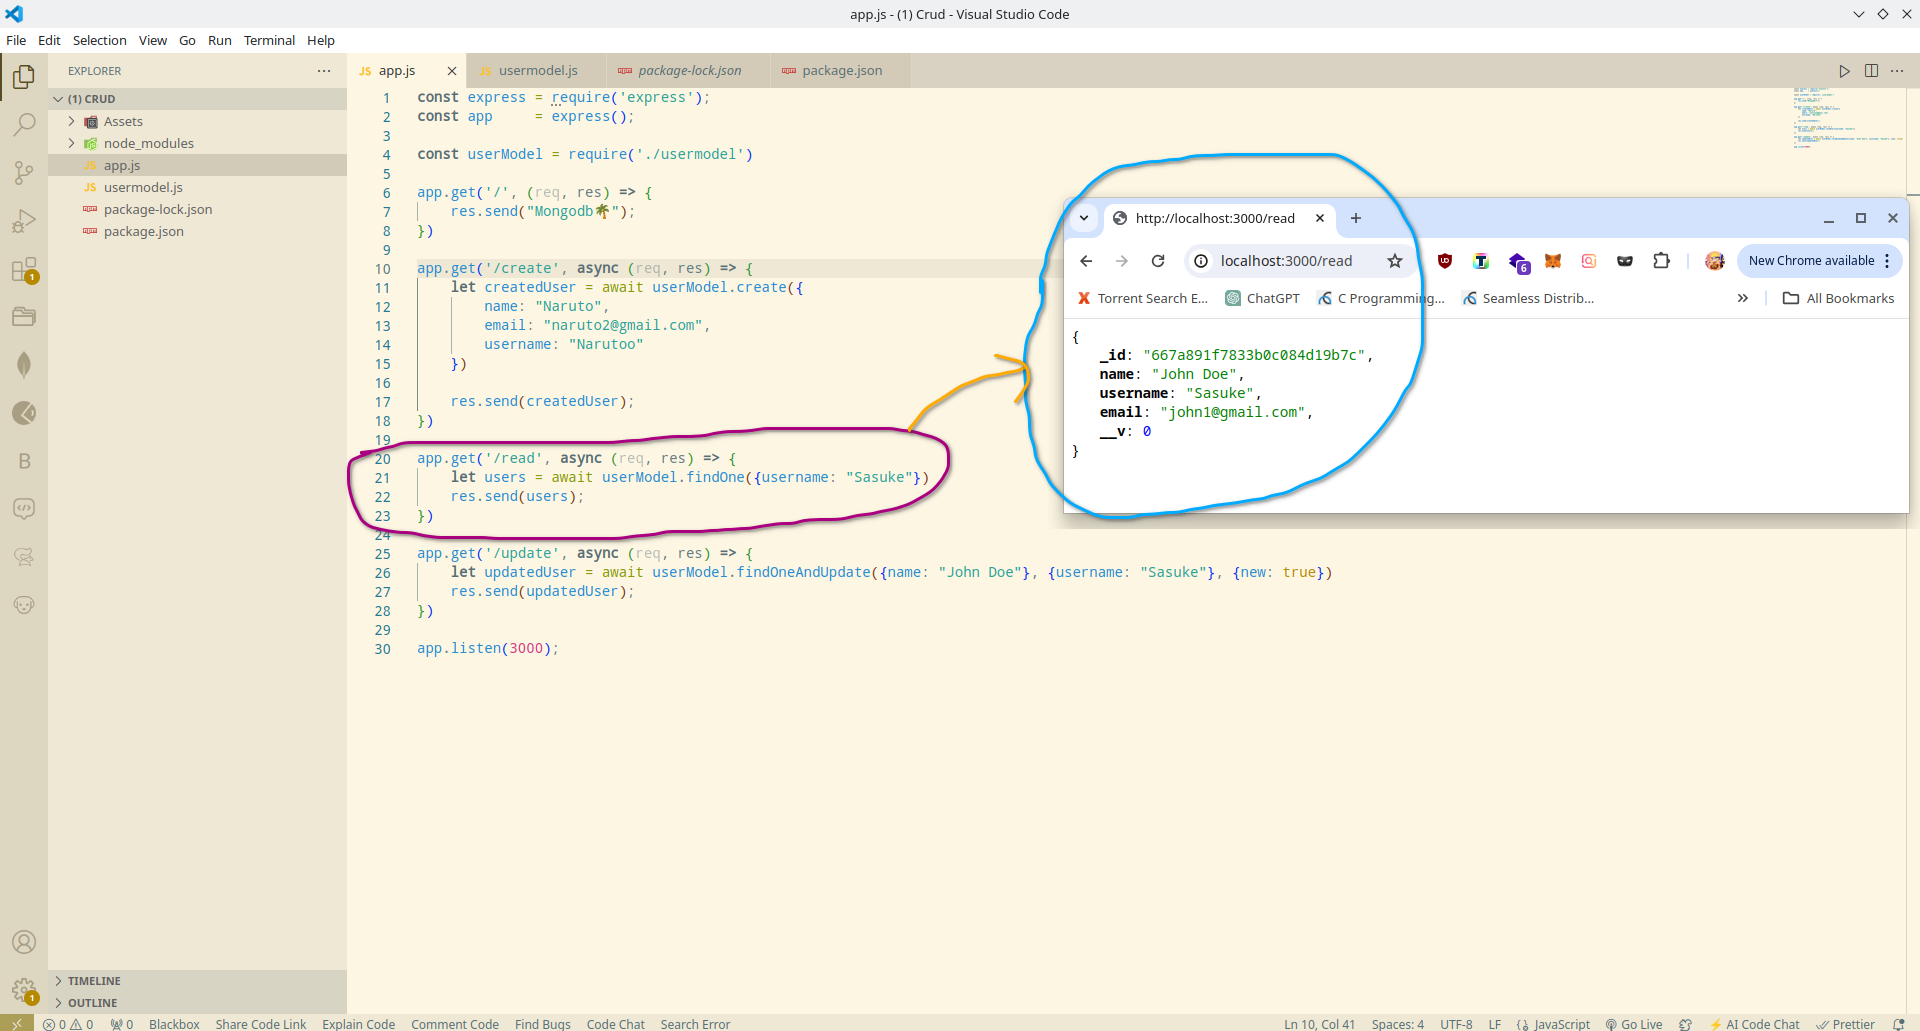 app.js - (1) Crud - Visual Studio Code
File Edit Selection View Go Run Terminal Help
EXPLORER
(1) CRUD
Assets
node_modules
app.js
usermodel.js
package-lock.json
package.json
TIMELINE
OUTLINE
app.js usermodel.js package-lock.json package.json
1 const express = require('express');
2 const app     = express();
3
4 const userModel = require('./usermodel')
5
6 app.get('/', (req, res) => {
7     res.send("Mongodb🌴");
8 })
9
10 app.get('/create', async (req, res) => {
11     let createdUser = await userModel.create({
12         name: "Naruto",
13         email: "naruto2@gmail.com",
14         username: "Narutoo"
15     })
16
17     res.send(createdUser);
18 })
19
20 app.get('/read', async (req, res) => {
21     let users = await userModel.findOne({username: "Sasuke"})
22     res.send(users);
23 })
24
25 app.get('/update', async (req, res) => {
26     let updatedUser = await userModel.findOneAndUpdate({name: "John Doe"}, {username: "Sasuke"}, {new: true})
27     res.send(updatedUser);
28 })
29
30 app.listen(3000);
http://localhost:3000/read
localhost:3000/read
6
New Chrome available
Torrent Search E... ChatGPT C Programming... Seamless Distrib... All Bookmarks
{
    _id: "667a891f7833b0c084d19b7c",
    name: "John Doe",
    username: "Sasuke",
    email: "john1@gmail.com",
    __v: 0
}
1
B
1
0 0 0 Blackbox Share Code Link Explain Code Comment Code Find Bugs Code Chat Search Error Ln 10, Col 41 Spaces: 4 UTF-8 LF {} JavaScript Go Live AI Code Chat Prettier